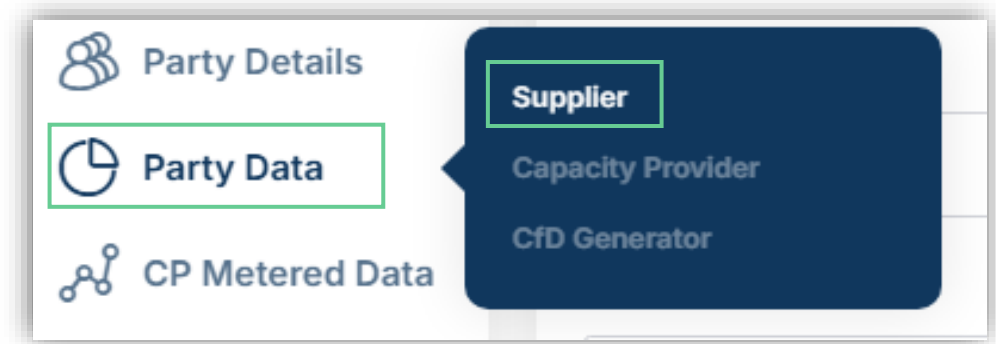 Party Details
Party Data
CP Metered Data
Supplier
Capacity Provider
CfD Generator